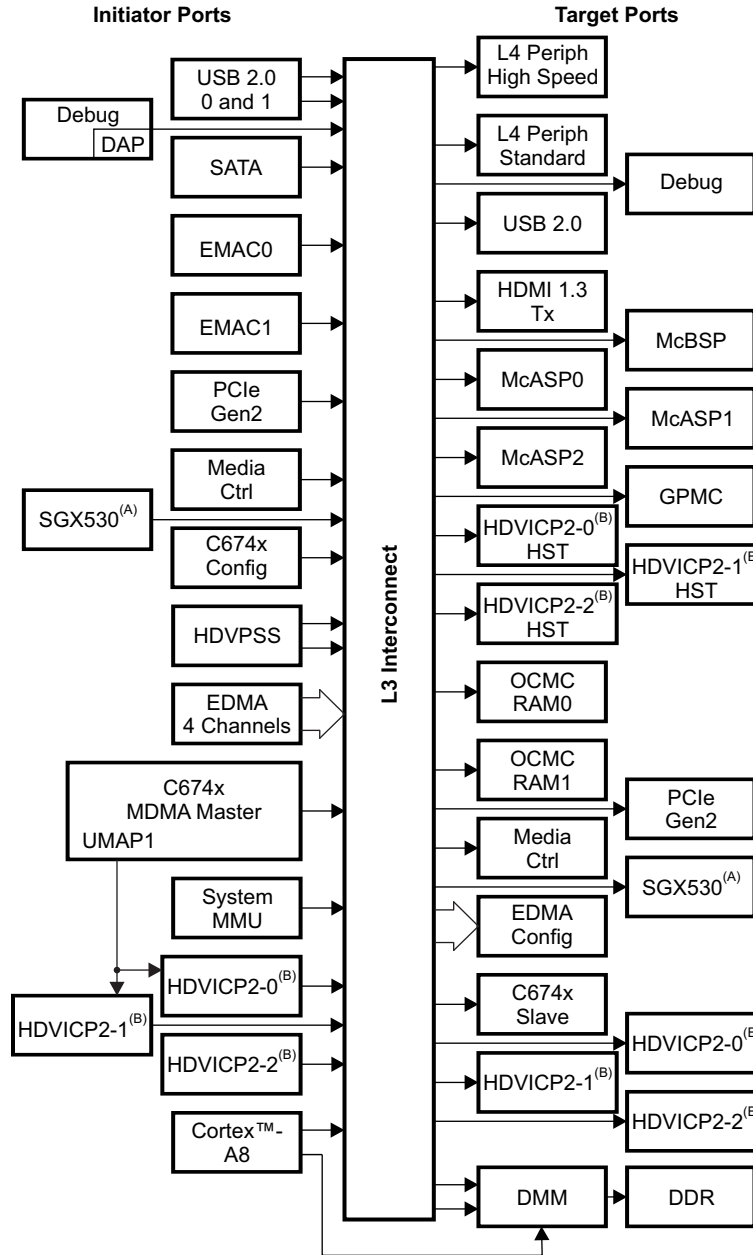 Initiator Ports
Target Ports
USB 2.0
0 and 1
Debug
DAP
SATA
EMAC0
EMAC1
PCIe
Gen2
Media
Ctrl
SGX530(A)
C674x
Config
HDVPSS
EDMA
4 Channels
C674x
MDMA Master
UMAP1
System
MMU
HDVICP2-0(B)
HDVICP2-1(B)
HDVICP2-2(B)
Cortex™-
A8
L3 Interconnect
L4 Periph
High Speed
L4 Periph
Standard
Debug
USB 2.0
HDMI 1.3
Tx
McBSP
McASP0
McASP1
McASP2
GPMC
HDVICP2-0(B)
HST
HDVICP2-1(B
HST
HDVICP2-2(B)
HST
OCMC
RAM0
OCMC
RAM1
PCIe
Gen2
Media
Ctrl
SGX530(A)
EDMA
Config
C674x
Slave
HDVICP2-0(B
HDVICP2-1(B)
HDVICP2-2(B
DMM
DDR